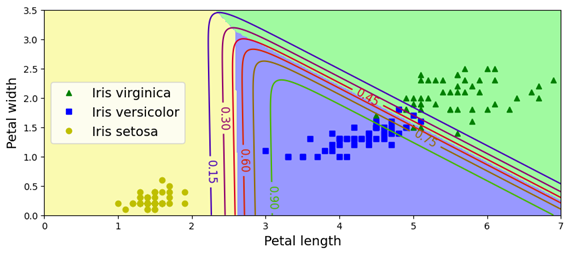 3.5
3.0
2.5
2.0
1.5
1.0
0.5
0.0
Petal width
Iris virginica
Iris versicolor
Iris setosa
0.15
0.30
0.60
0.90
0.45
0.75
0 1 2 3 4 5 6 7
Petal length